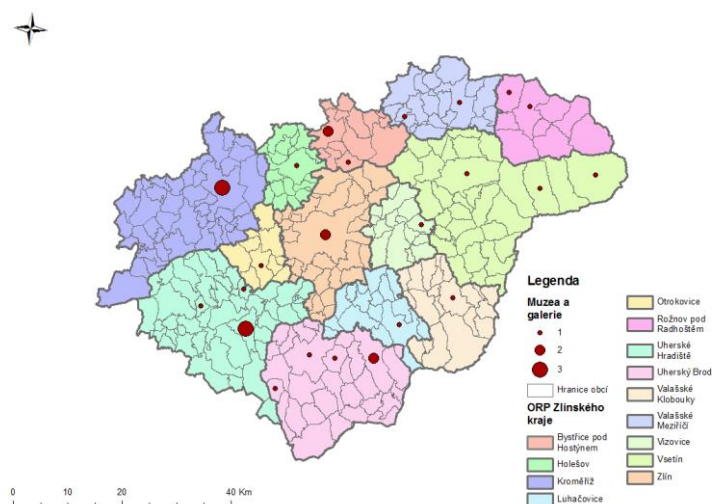 Legenda
Muzea a
galerie
1
2
3
Hranice obcí
ORP Zlínského
kraje
Bystřice pod
Hostýnem
Holešov
Kroměříž
Luhačovice
Otrokovice
Rožnov pod
Radhoštěm
Uherské
Hradiště
Uherský Brod
Valašské
Klobouky
Valašské
Meziříčí
Vizovice
Vsetín
Zlín
0 10 20 40 Km